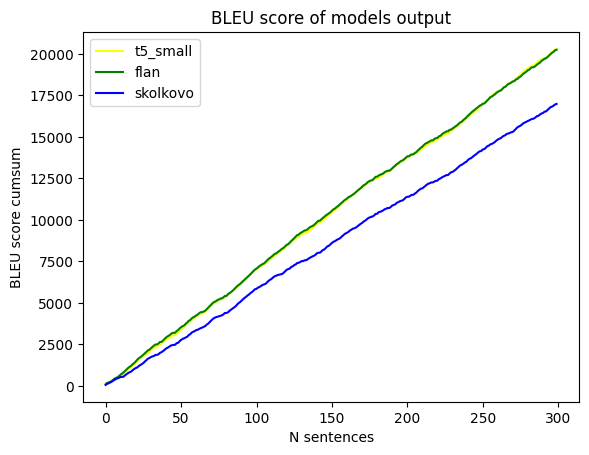 BLEU score of models output
t5_small
flan
skolkovo
BLEU score cumsum
20000
17500
15000
12500
10000
7500
5000
2500
0
0 50 100 150 200 250 300
N sentences